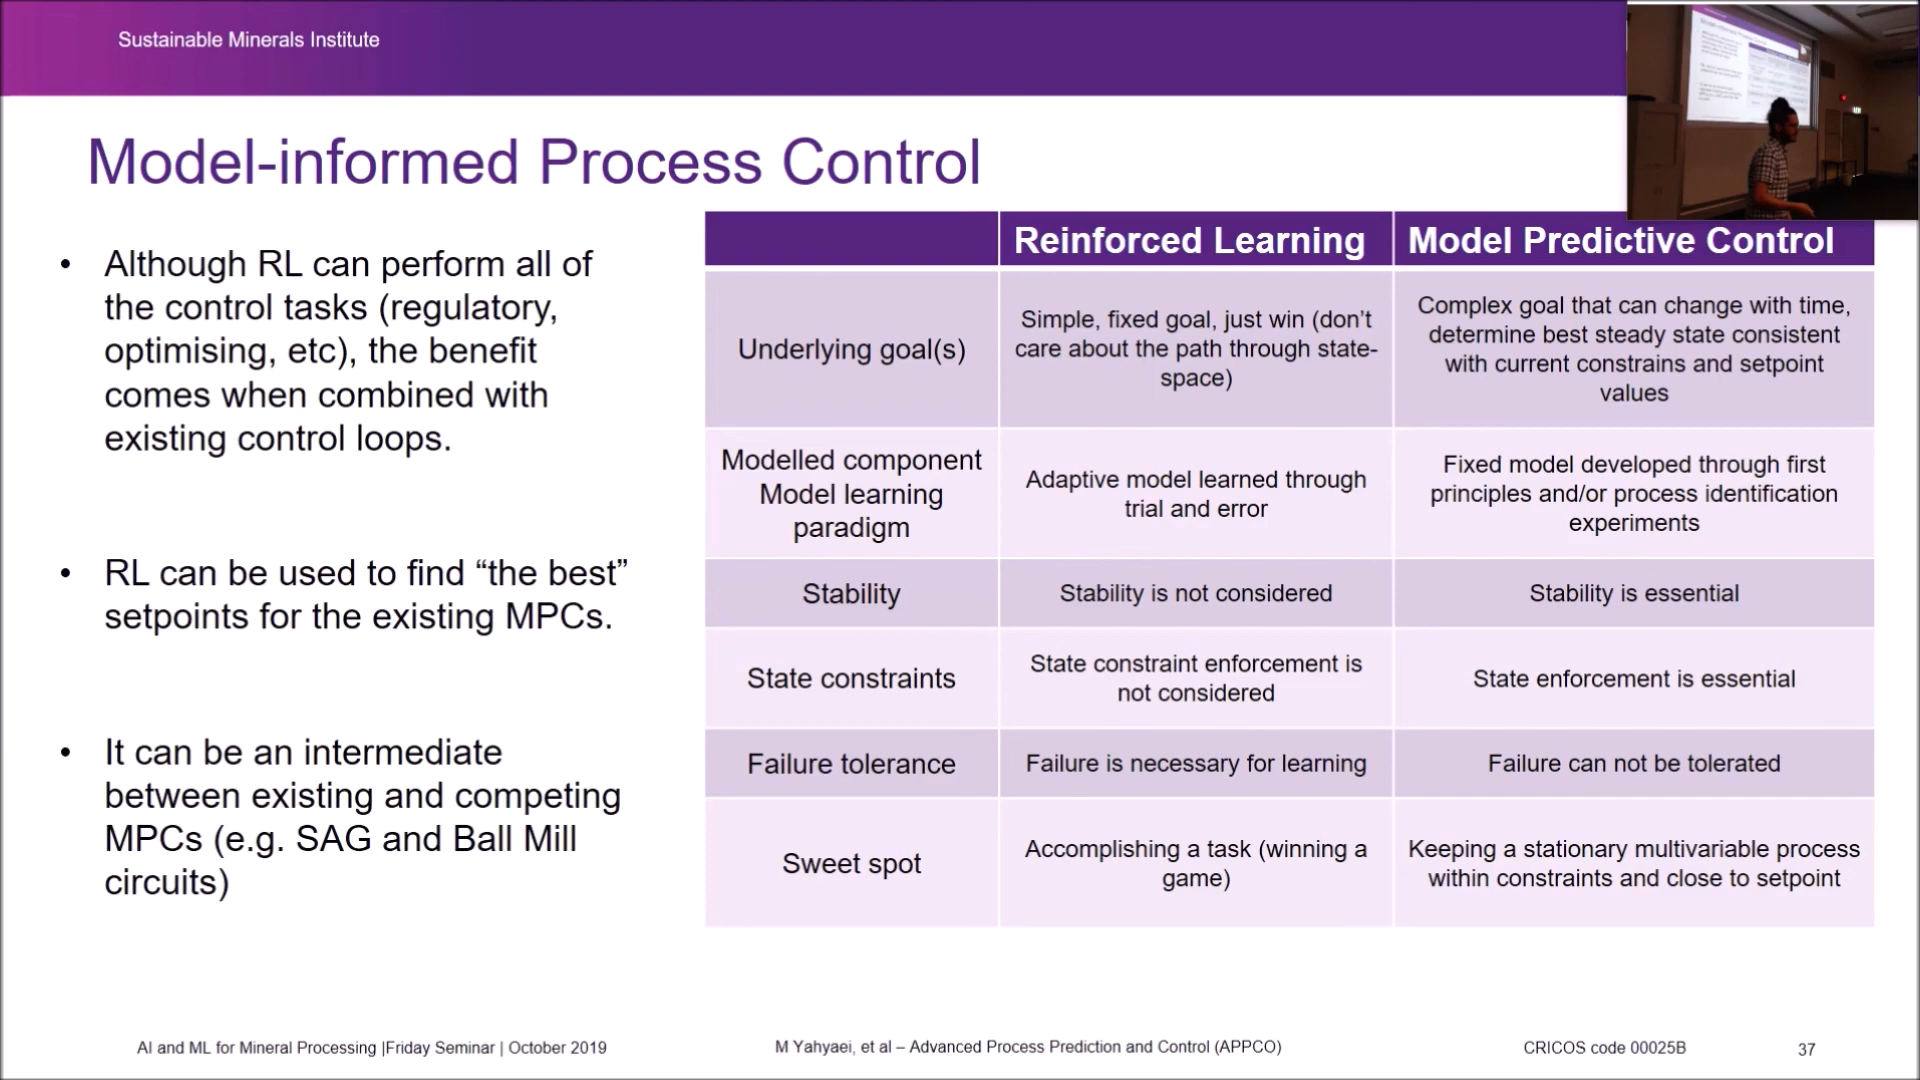 Sustainable Minerals Institute
Model-informed Process Control
• Although RL can perform all of
the control tasks (regulatory,
optimising, etc), the benefit
comes when combined with
existing control loops.
• RL can be used to find “the best”
setpoints for the existing MPCs.
• It can be an intermediate
between existing and competing
MPCs (e.g. SAG and Ball Mill
circuits)
Reinforced Learning
Model Predictive Control
Underlying goal(s)
Simple, fixed goal, just win (don’t
care about the path through state-
space)
Complex goal that can change with time,
determine best steady state consistent
with current constrains and setpoint
values
Modelled component
Model learning
paradigm
Adaptive model learned through
trial and error
Fixed model developed through first
principles and/or process identification
experiments
Stability
Stability is not considered
Stability is essential
State constraints
State constraint enforcement is
not considered
State enforcement is essential
Failure tolerance
Failure is necessary for learning
Failure can not be tolerated
Sweet spot
Accomplishing a task (winning a
game)
Keeping a stationary multivariable process
within constraints and close to setpoint
AI and ML for Mineral Processing |Friday Seminar | October 2019
M Yahyaei, et al – Advanced Process Prediction and Control (APPCO)
CRICOS code 00025B
37